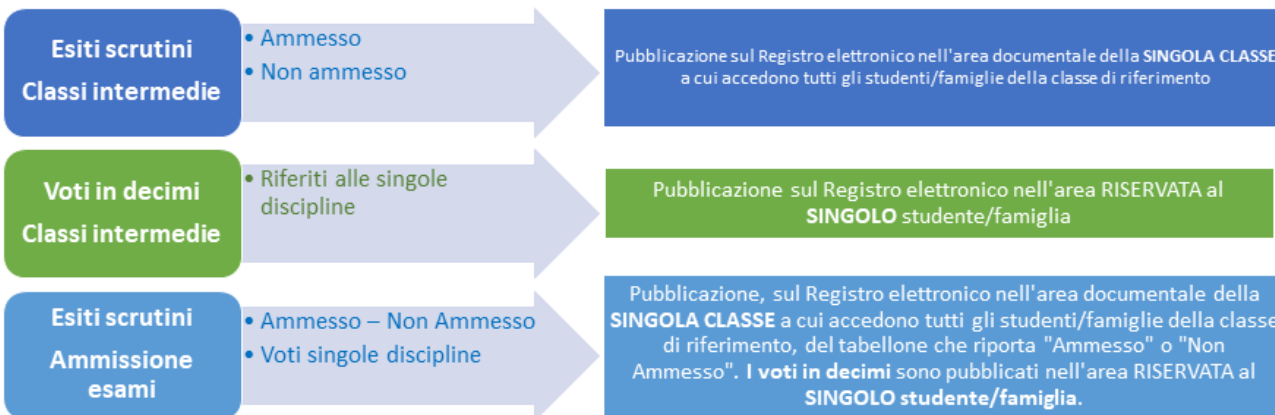 Esiti scrutini
Classi intermedie
• Ammesso
• Non ammesso
Pubblicazione sul Registro elettronico nell'area documentale della SINGOLA CLASSE
a cui accedono tutti gli studenti/famiglie della classe di riferimento
Voti in decimi
Classi intermedie
• Riferiti alle singole
discipline
Pubblicazione sul Registro elettronico nell'area RISERVATA al
SINGOLO studente/famiglia
Esiti scrutini
Ammissione
esami
• Ammesso – Non Ammesso
• Voti singole discipline
Pubblicazione, sul Registro elettronico nell'area documentale della
SINGOLA CLASSE a cui accedono tutti gli studenti/famiglie della classe
di riferimento, del tabellone che riporta "Ammesso" o "Non
Ammesso". I voti in decimi sono pubblicati nell'area RISERVATA al
SINGOLO studente/famiglia.